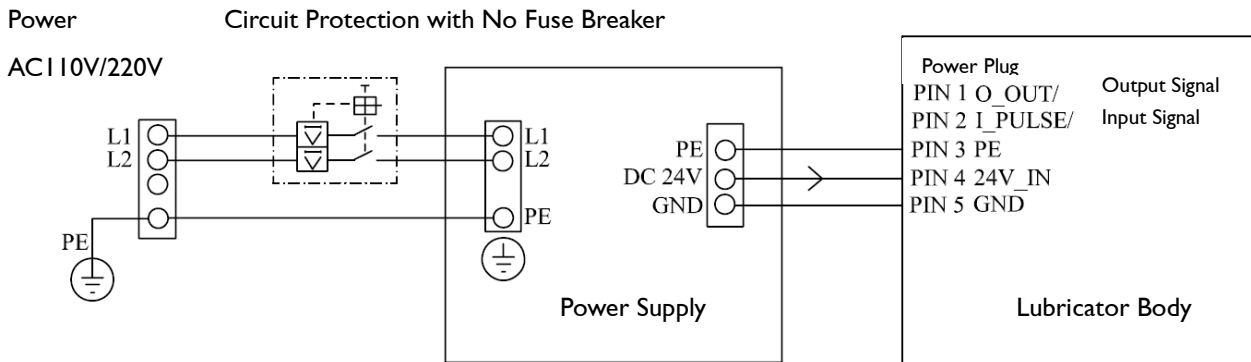 Power
Circuit Protection with No Fuse Breaker
AC110V/220V
L1
L2
PE
L1
L2
PE
Power Supply
PE
DC 24V
GND
Power Plug
PIN 1 O_OUT/ Output Signal
PIN 2 I_PULSE/ Input Signal
PIN 3 PE
PIN 4 24V_IN
PIN 5 GND
Lubricator Body